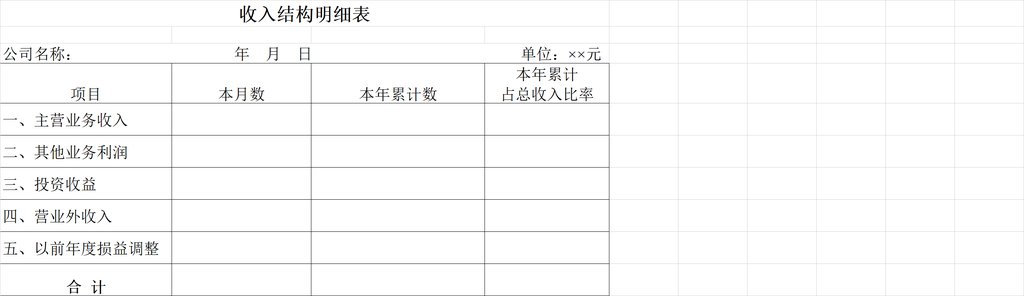 收入结构明细表
公司名称： 年 月 日 单位：××元
项目 本月数 本年累计数 本年累计
占总收入比率
一、主营业务收入
二、其他业务利润
三、投资收益
四、营业外收入
五、以前年度损益调整
合 计